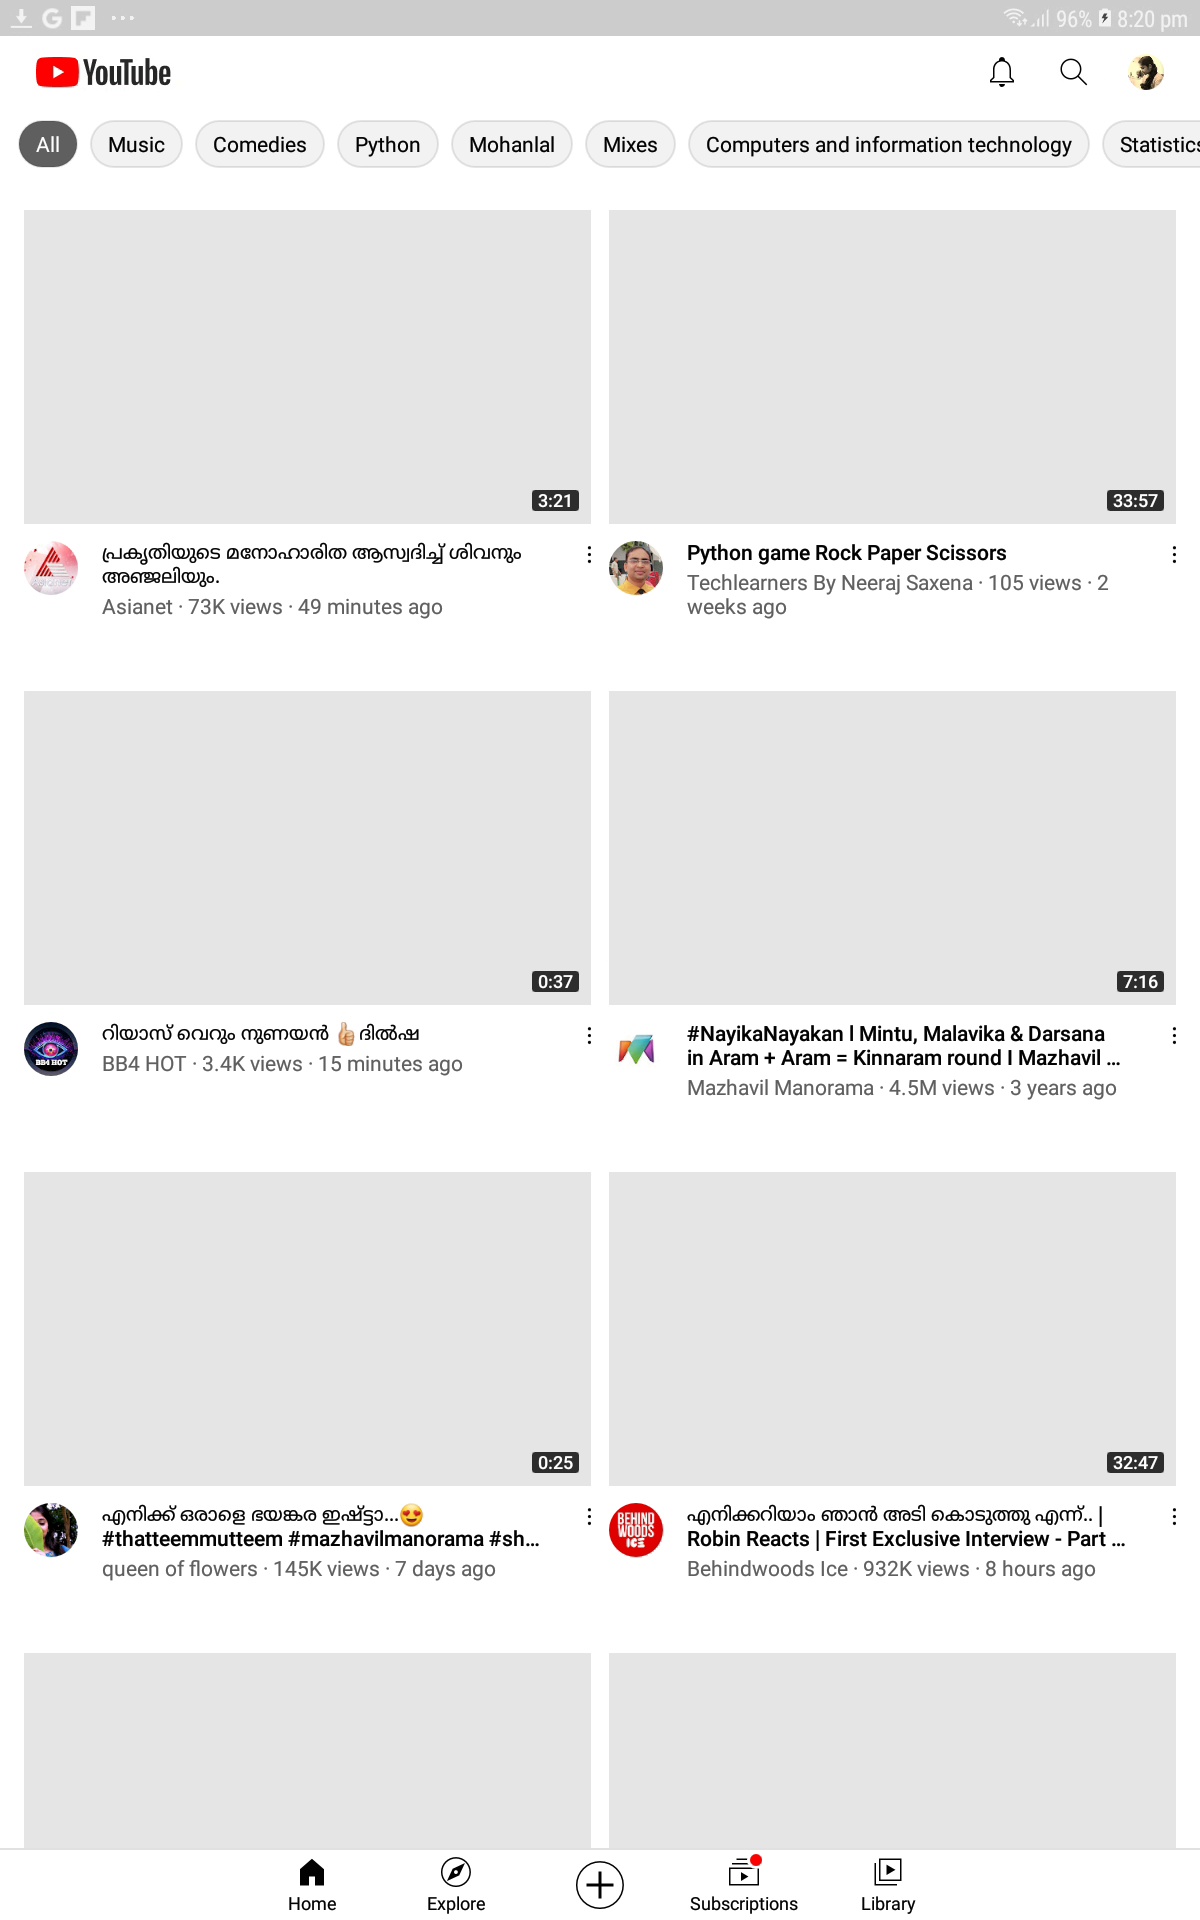 96% 8:20 pm
YouTube
All Music Comedies Python Mohanlal Mixes Computers and information technology Statistics
3:21
33:57
പ്രകൃതിയുടെ മനോഹാരിത ആസ്വദിച്ച് ശിവനും
അഞ്ജലിയും.
Asianet · 73K views · 49 minutes ago
Python game Rock Paper Scissors
Techlearners By Neeraj Saxena · 105 views · 2
weeks ago
0:37
7:16
BB4 HOT
റിയാസ് വെറും നുണയൻ 👍🏼ദിൽഷ
BB4 HOT · 3.4K views · 15 minutes ago
#NayikaNayakan l Mintu, Malavika & Darsana
in Aram + Aram = Kinnaram round I Mazhavil ...
Mazhavil Manorama · 4.5M views · 3 years ago
0:25
32:47
എനിക്ക് ഒരാളെ ഭയങ്കര ഇഷ്ട്ടാ...😍
#thatteemmutteem #mazhavilmanorama #sh...
queen of flowers · 145K views · 7 days ago
BEHIND
WOODS
ICE
എനിക്കറിയാം ഞാൻ അടി കൊടുത്തു എന്ന്.. |
Robin Reacts | First Exclusive Interview - Part ...
Behindwoods Ice · 932K views · 8 hours ago
Home Explore Subscriptions Library